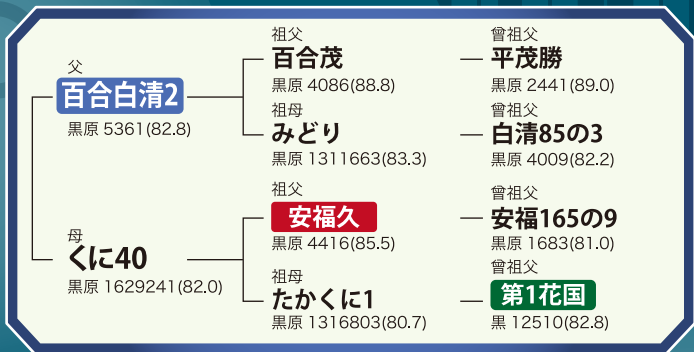 父
百合白清2
黒原 5361(82.8)
祖父
百合茂
黒原 4086(88.8)
曾祖父
平茂勝
黒原 2441(89.0)
祖母
みどり
黒原 1311663(83.3)
曾祖父
白清85の3
黒原 4009(82.2)
母
くに40
黒原 1629241(82.0)
祖父
安福久
黒原 4416(85.5)
曾祖父
安福165の9
黒原 1683(81.0)
祖母
たかくに1
黒原 1316803(80.7)
曾祖父
第1花国
黒 12510(82.8)